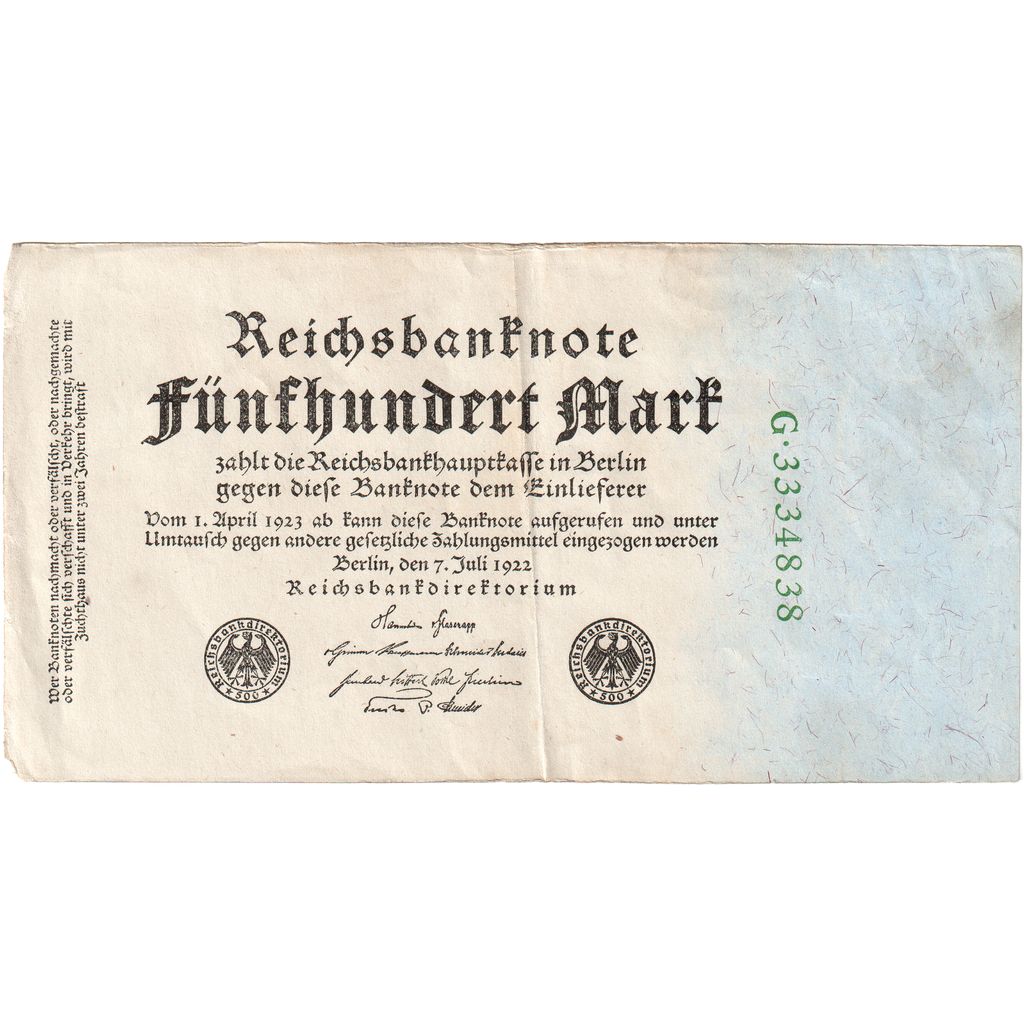 Wer Banknoten nachmacht oder verfälscht, oder nachgemachte
oder verfälschte sich verschafft und in Verkehr bringt, wird mit
Zuchthaus nicht unter zwei Jahren bestraft
Reichsbanknote
Fünfhundert Mark
zahlt die Reichsbankhauptkasse in Berlin
gegen diese Banknote dem Einlieferer
Vom 1. April 1923 ab kann diese Banknote aufgerufen und unter
Umtausch gegen andere gesetzliche Zahlungsmittel eingezogen werden
Berlin, den 7. Juli 1922
Reichsbankdirektorium
Reichsbankdirektorium
500
Reichsbankdirektorium
500
G·3334838